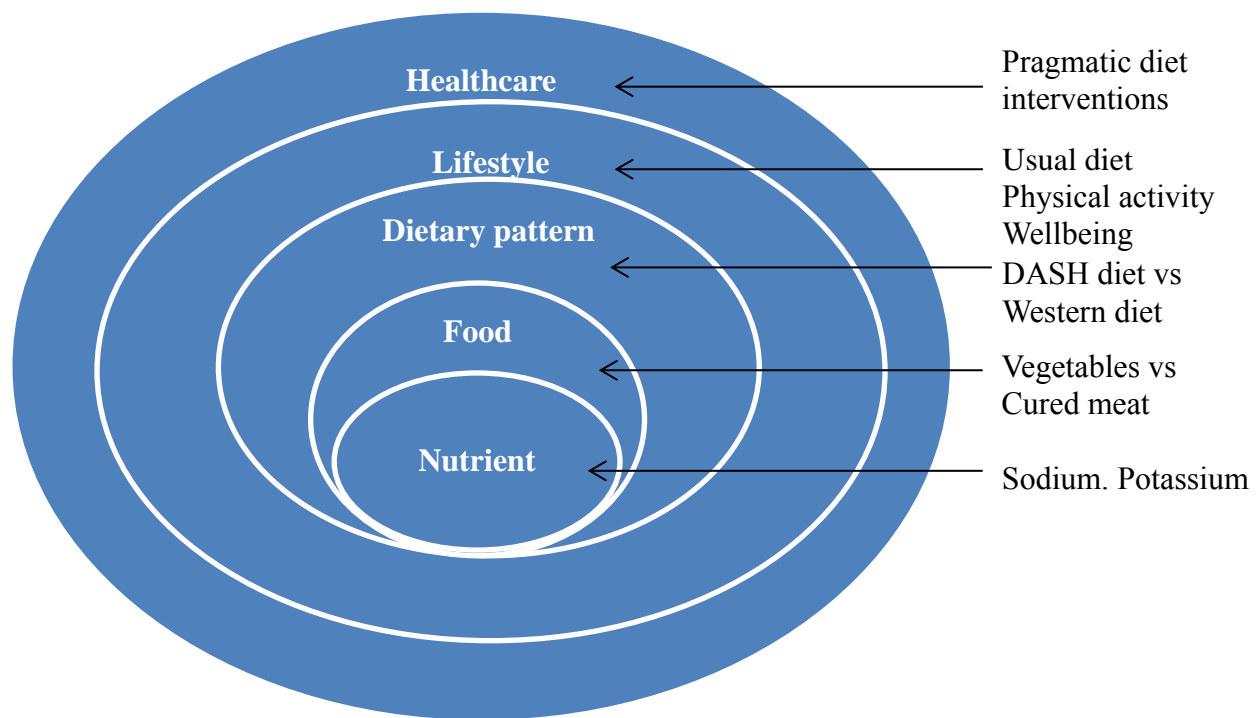 Healthcare
Pragmatic diet
interventions
Lifestyle
Usual diet
Physical activity
Wellbeing
Dietary pattern
DASH diet vs
Western diet
Food
Vegetables vs
Cured meat
Nutrient
Sodium. Potassium